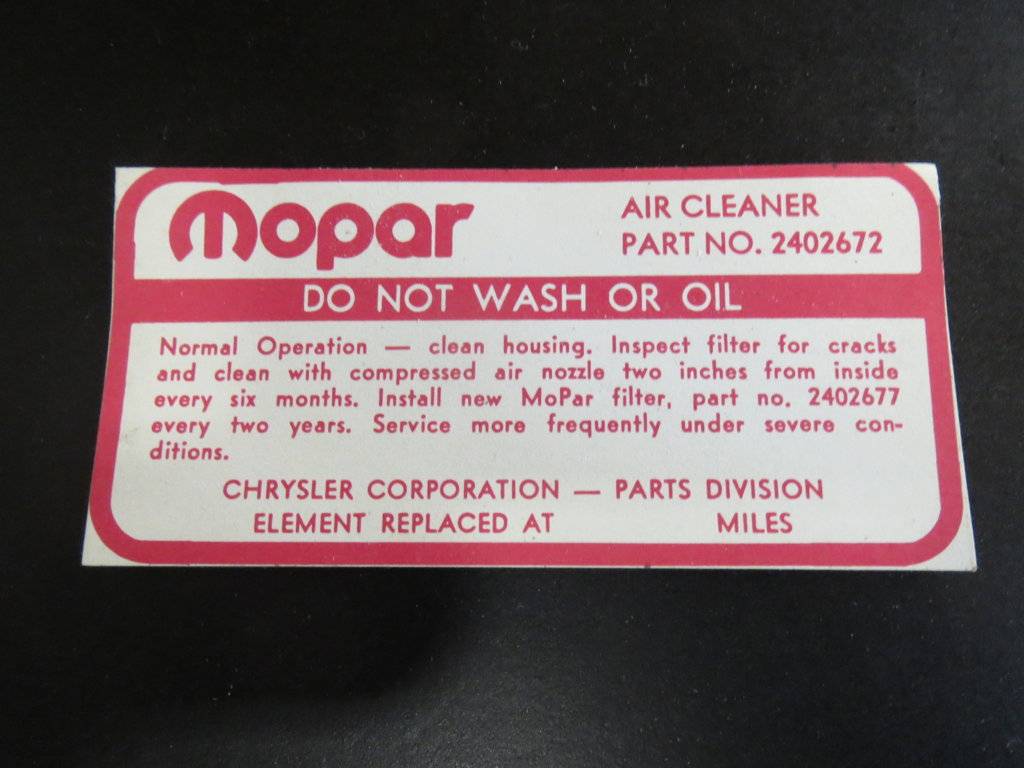 Mopar
AIR CLEANER
PART NO. 2402672
DO NOT WASH OR OIL
Normal Operation — clean housing. Inspect filter for cracks
and clean with compressed air nozzle two inches from inside
every six months. Install new MoPar filter, part no. 2402677
every two years. Service more frequently under severe con-
ditions.
CHRYSLER CORPORATION — PARTS DIVISION
ELEMENT REPLACED AT MILES